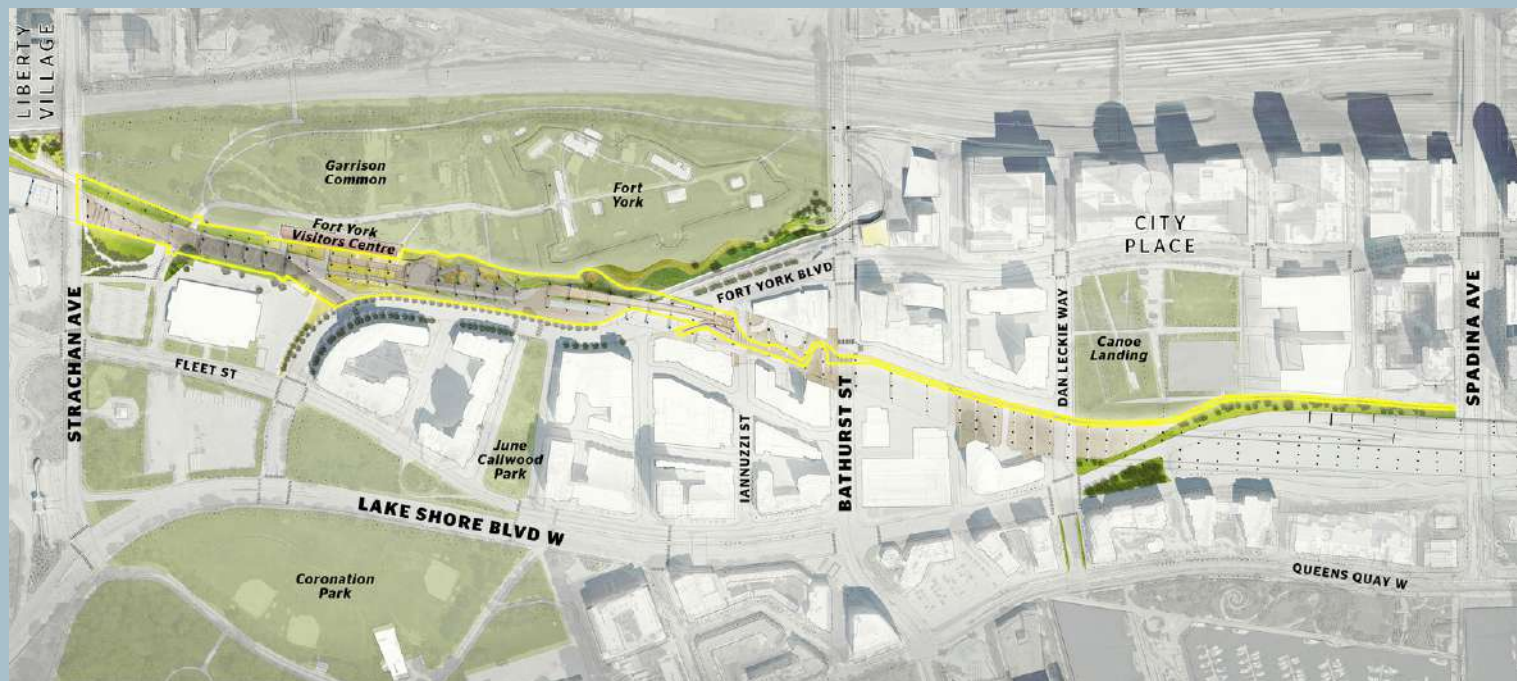 LIBERTY
VILLAGE
Garrison
Common
Fort
York
Fort York
Visitors Centre
CITY
PLACE
FORT YORK BLVD
STRACHAN AVE
FLEET ST
June
Callwood
Park
IANNUZZI ST
BATHURST ST
DAN LECKIE WAY
Canoe
Landing
SPADINA AVE
LAKE SHORE BLVD W
Coronation
Park
QUEENS QUAY W